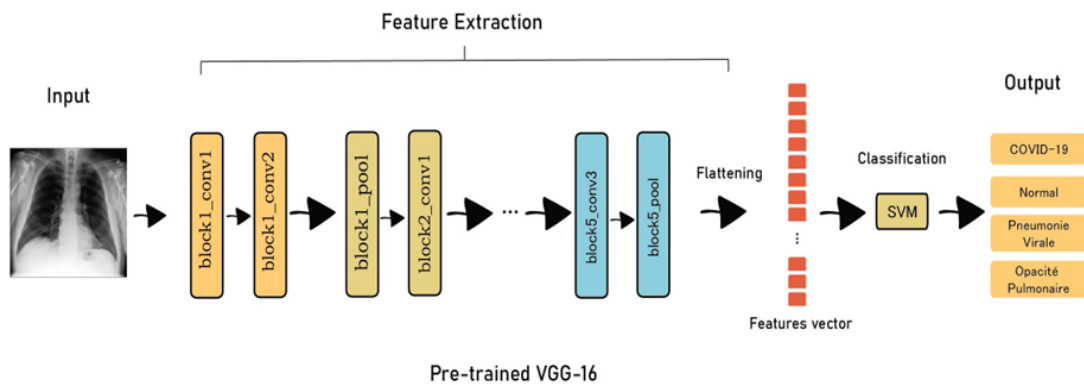 Feature Extraction
Input
block1_conv1
block1_conv2
block1_pool
block2_conv1
...
block5_conv3
block5_pool
Flattening
...
Features vector
Classification
SVM
Output
COVID-19
Normal
Pneumonie
Virale
Opacité
Pulmonaire
Pre-trained VGG-16